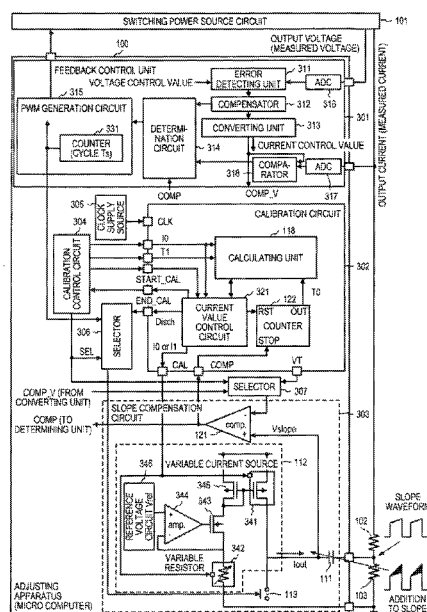 SWITCHING POWER SOURCE CIRCUIT
101
100
OUTPUT VOLTAGE
(MEASURED VOLTAGE)
FEEDBACK CONTROL UNIT
311
VOLTAGE CONTROL VALUE
ERROR
DETECTING UNIT
ADC
316
315
PWM GENERATION CIRCUIT
COMPENSATOR
312
301
331
COUNTER
(CYCLE Ts)
DETERMI-
NATION
CIRCUIT
314
CONVERTING UNIT
313
CURRENT CONTROL VALUE
318
COMPA-
RATOR
ADC
317
COMP
COMP_V
OUTPUT CURRENT (MEASURED CURRENT)
305
CLOCK
SUPPLY
SOURCE
CLK
CALIBRATION CIRCUIT
304
118
I0
T1
CALCULATING UNIT
302
CALIBRATION CONTROL CIRCUIT
START_CAL
321
T0
END_CAL
CURRENT
VALUE
CONTROL
CIRCUIT
122
RST OUT
COUNTER
STOP
306
Disch
SELECTOR
SEL
I0 or I1
CAL
COMP
VT
COMP_V (FROM
CONVERTING UNIT)
SELECTOR
307
COMP (TO
DETERMINING UNIT)
SLOPE
COMPENSATION
CIRCUIT
303
121
comp.
Vslope
VARIABLE CURRENT SOURCE
112
346
345
REFERENCE
VOLTAGE
CIRCUIT Vref
344
amp.
343
341
SLOPE
WAVEFORM
102
VARIABLE
RESISTOR
342
Iout
111
103
113
ADJUSTING
APPARATUS
(MICRO COMPUTER)
ADDITION
TO SLOPE